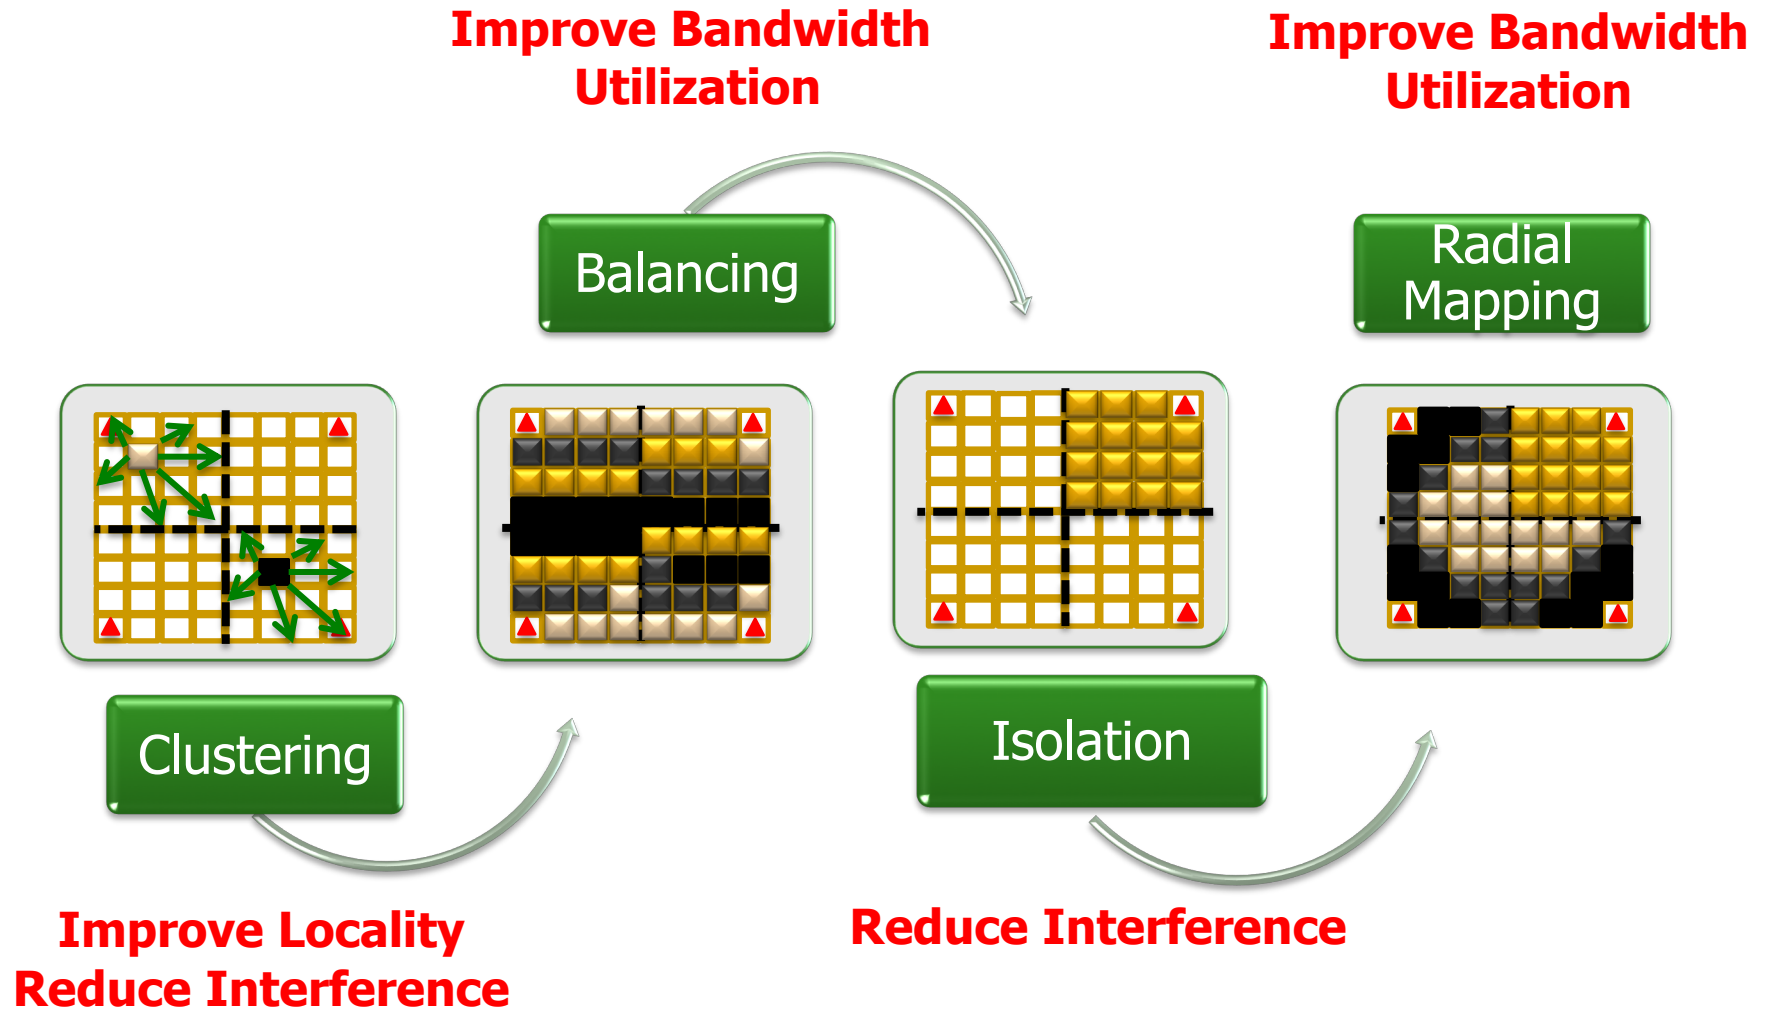 Improve Bandwidth
Utilization
Improve Bandwidth
Utilization
Balancing
Radial
Mapping
Clustering
Isolation
Improve Locality
Reduce Interference
Reduce Interference